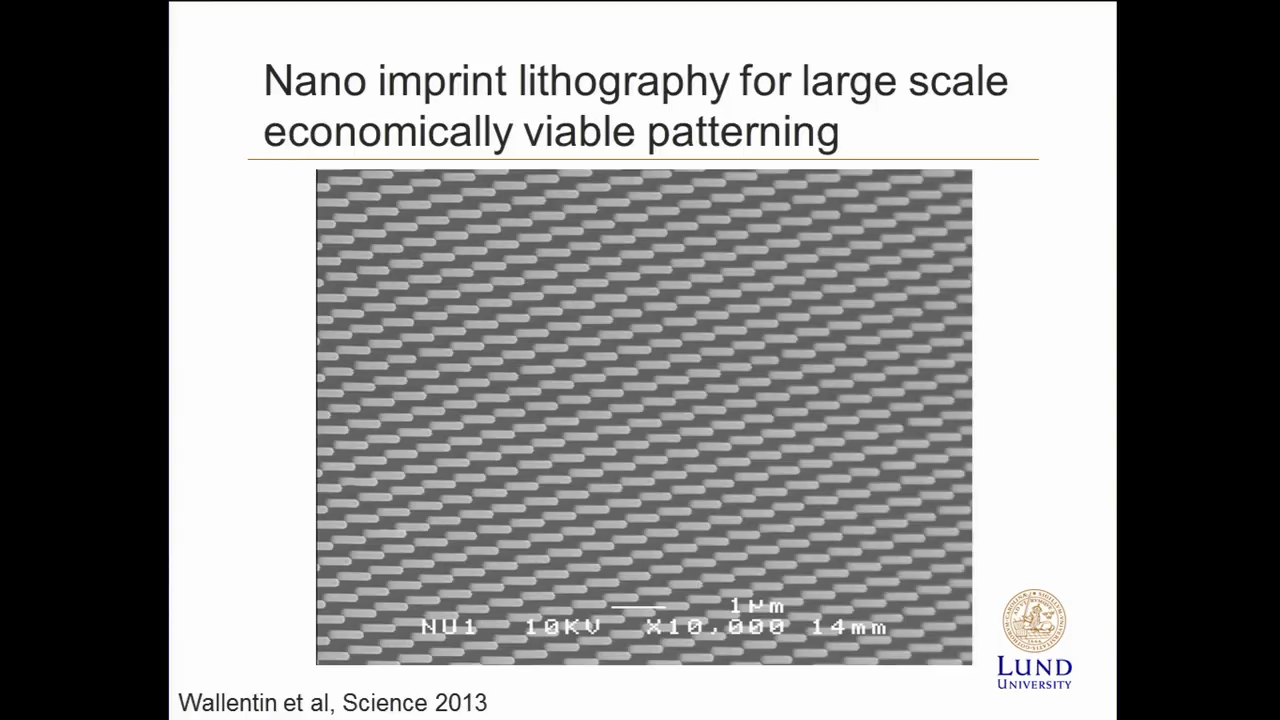 Nano imprint lithography for large scale
economically viable patterning
1μm
NU1 10KV X10,000 14mm
LUND
UNIVERSITY
Wallentin et al, Science 2013